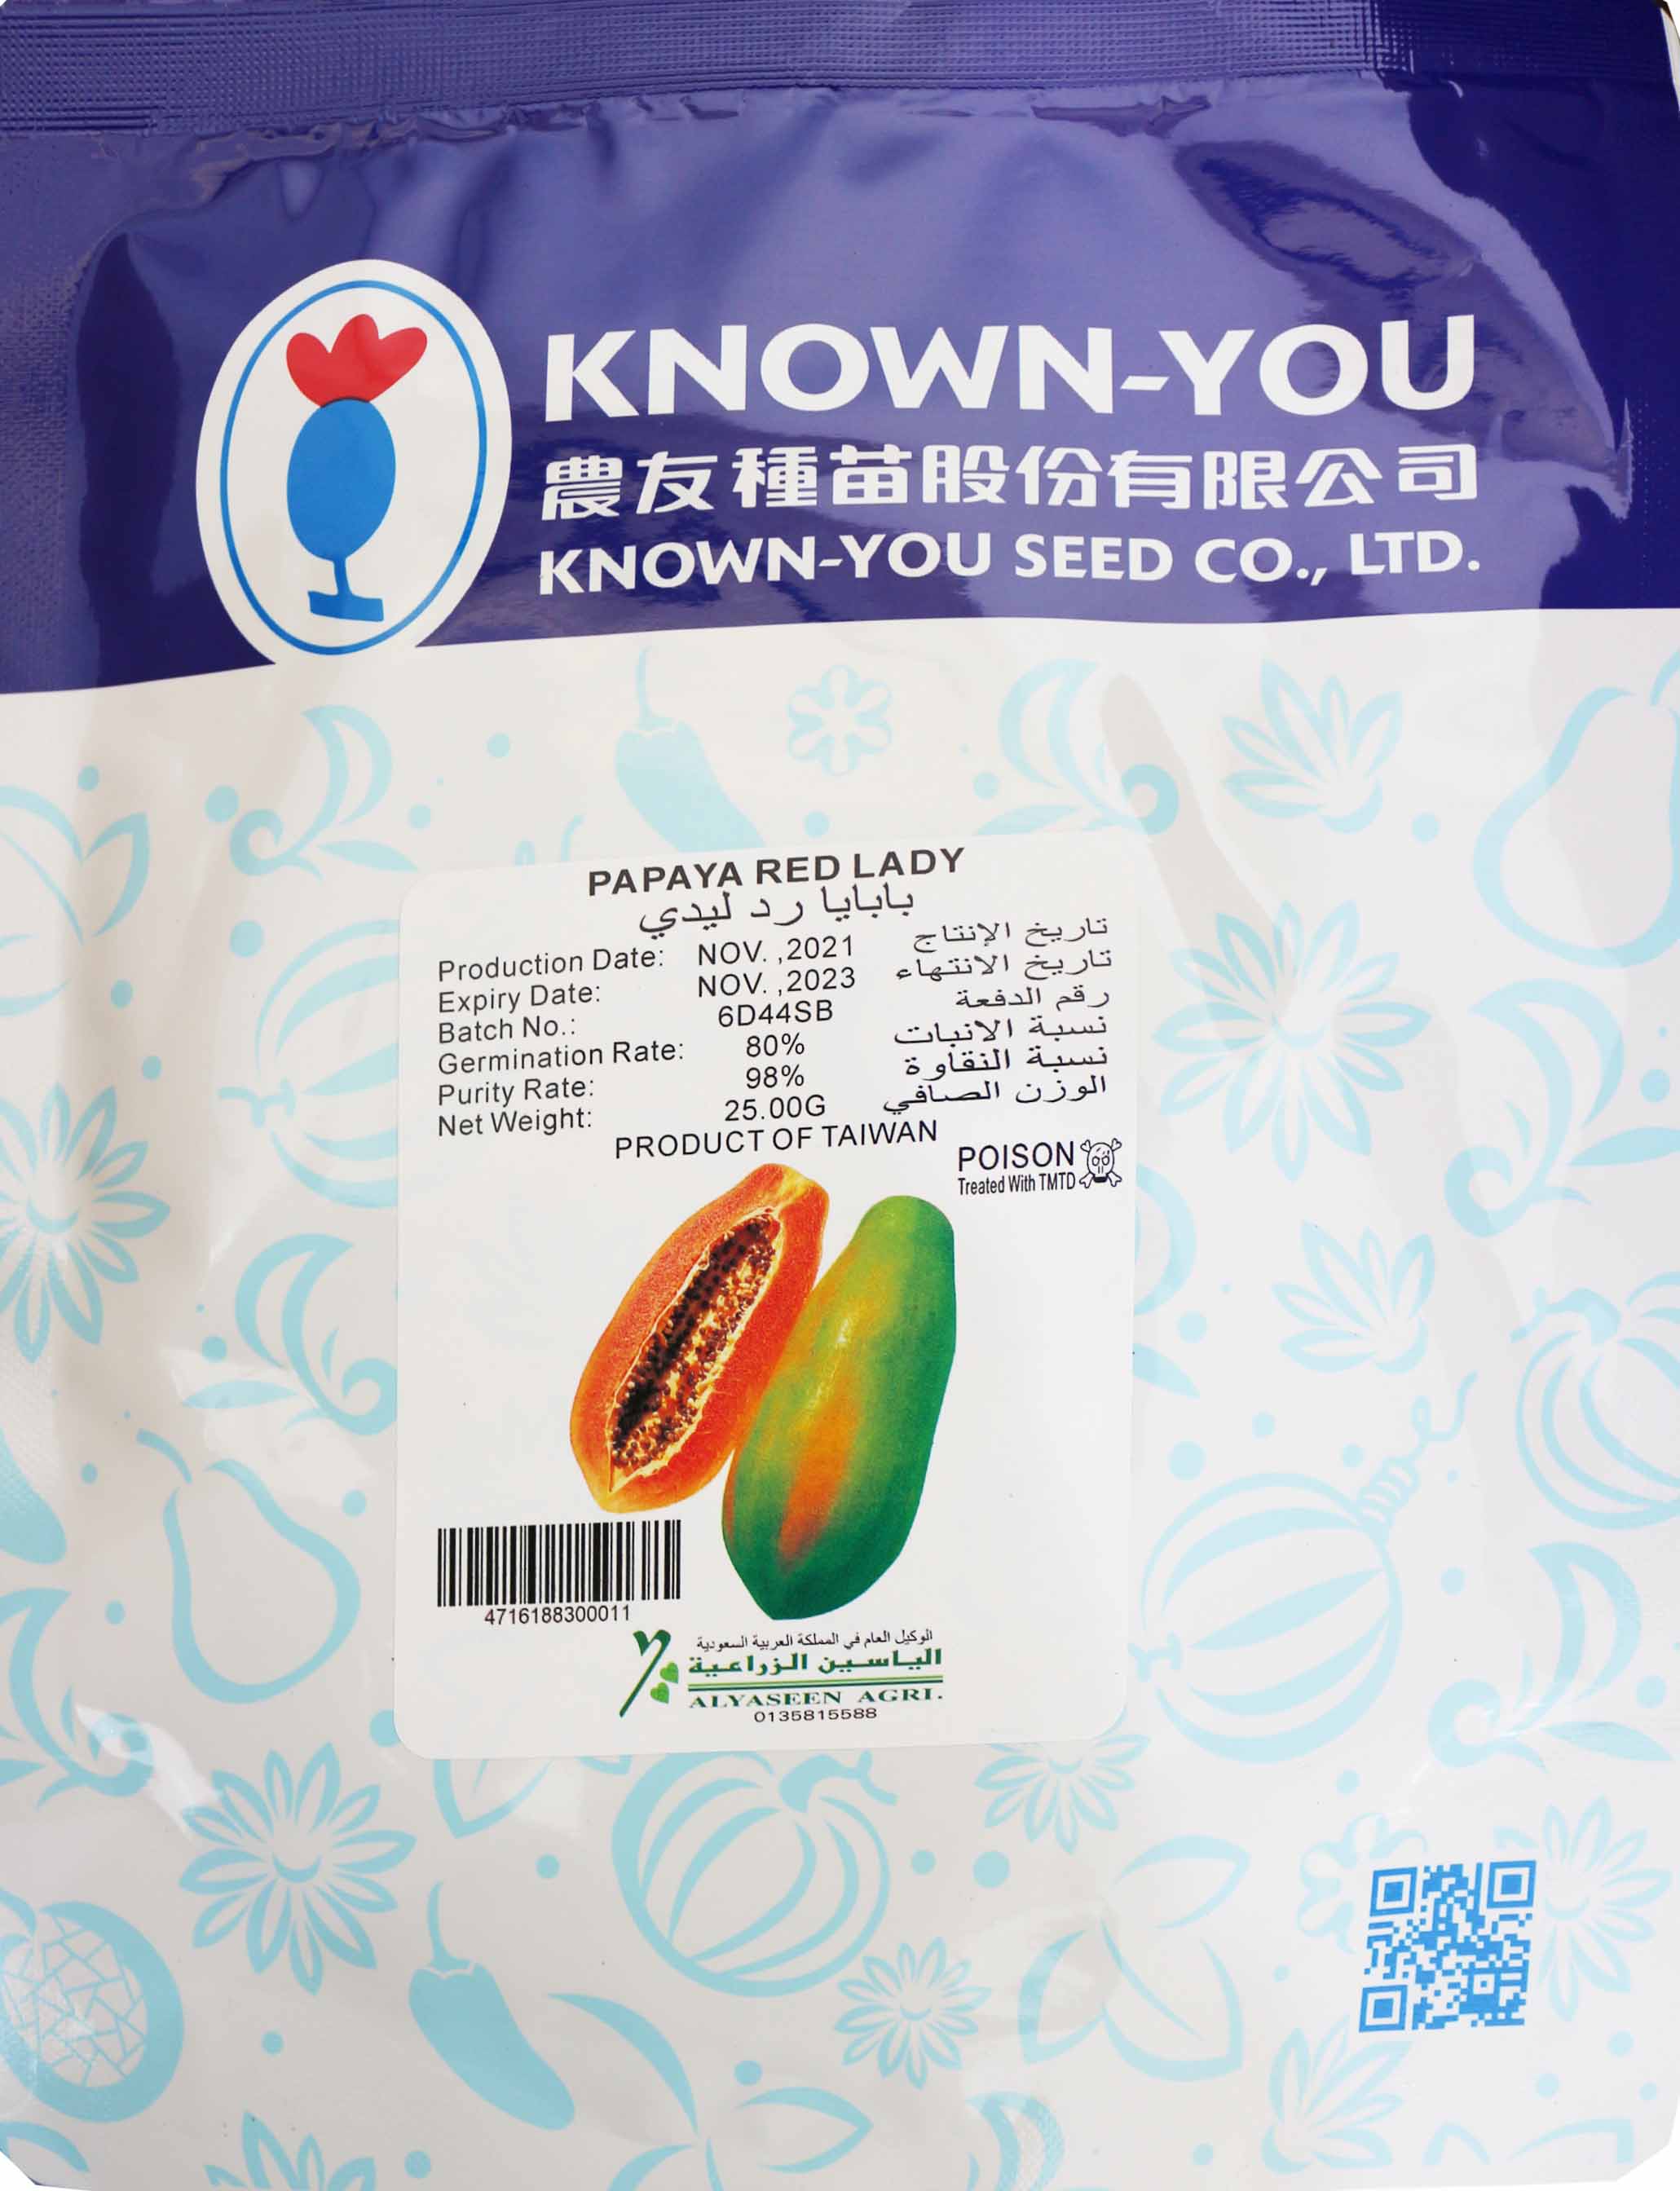 KNOWN-YOU
農友種苗股份有限公司
KNOWN-YOU SEED CO., LTD.
PAPAYA RED LADY
بابايا رد ليدي
Production Date: NOV. ,2021 تاريخ الإنتاج
Expiry Date: NOV. ,2023 تاريخ الانتهاء
Batch No.: 6D44SB رقم الدفعة
Germination Rate: 80% نسبة الانبات
Purity Rate: 98% نسبة النقاوة
Net Weight: 25.00G الوزن الصافي
PRODUCT OF TAIWAN
POISON
Treated With TMTD
4716188300011
الوكيل العام في المملكة العربية السعودية
الياسين الزراعية
ALYASEEN AGRI.
0135815588